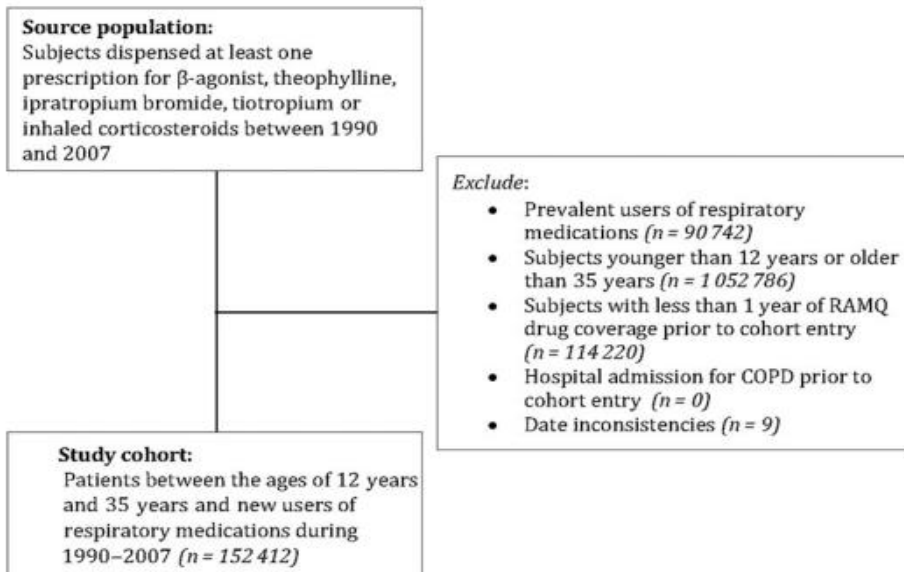 Source population:
Subjects dispensed at least one
prescription for β-agonist, theophylline,
ipratropium bromide, tiotropium or
inhaled corticosteroids between 1990
and 2007
Exclude:
• Prevalent users of respiratory
medications (n = 90 742)
• Subjects younger than 12 years or older
than 35 years (n = 1 052 786)
• Subjects with less than 1 year of RAMQ
drug coverage prior to cohort entry
(n = 114 220)
• Hospital admission for COPD prior to
cohort entry (n = 0)
• Date inconsistencies (n = 9)
Study cohort:
Patients between the ages of 12 years
and 35 years and new users of
respiratory medications during
1990–2007 (n = 152 412)